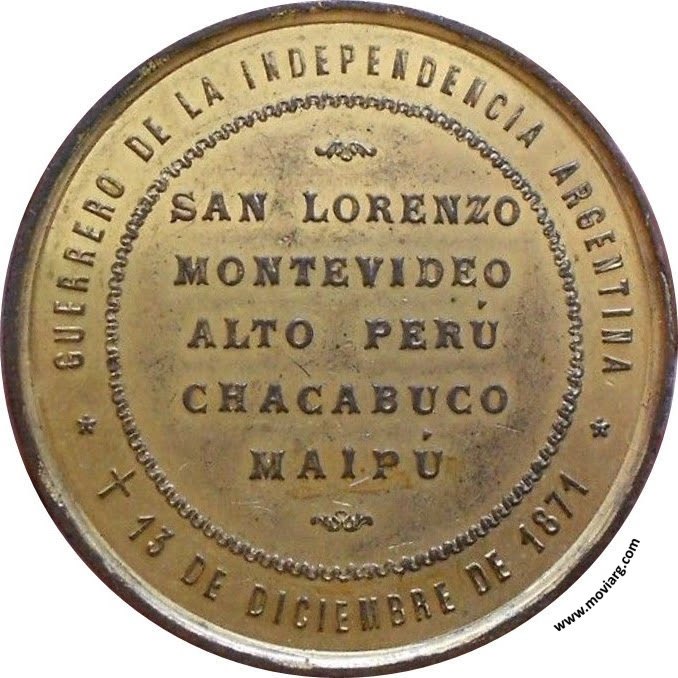 GUERRERO DE LA INDEPENDENCIA ARGENTINA
SAN LORENZO
MONTEVIDEO
ALTO PERÚ
CHACABUCO
MAIPÚ
* † 13 DE DICIEMBRE DE 1871 *
www.moviarg.com